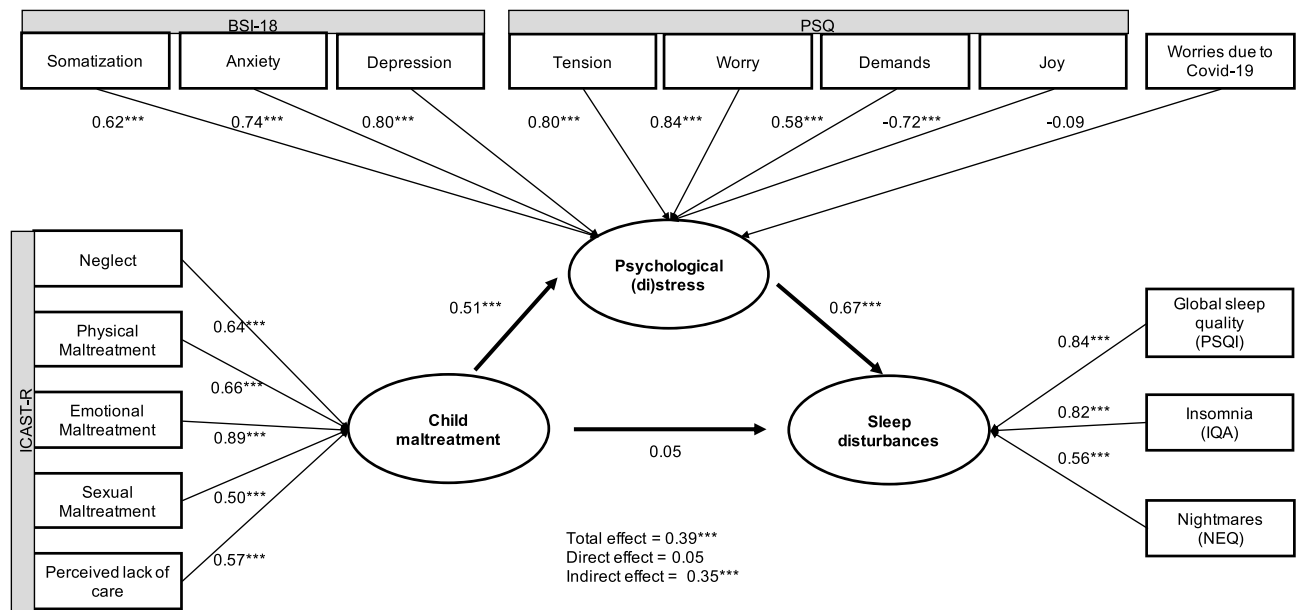 BSI-18
PSQ
Somatization
Anxiety
Depression
Tension
Worry
Demands
Joy
Worries due to
Covid-19
0.62***
0.74***
0.80***
0.80***
0.84***
0.58***
-0.72***
-0.09
Psychological
(di)stress
ICAST-R
Neglect
Physical
Maltreatment
Emotional
Maltreatment
Sexual
Maltreatment
Perceived lack of
care
0.64***
0.66***
0.89***
0.50***
0.57***
Child
maltreatment
0.51***
0.67***
0.05
Sleep
disturbances
0.84***
0.82***
0.56***
Global sleep
quality
(PSQI)
Insomnia
(IQA)
Nightmares
(NEQ)
Total effect = 0.39***
Direct effect = 0.05
Indirect effect = 0.35***